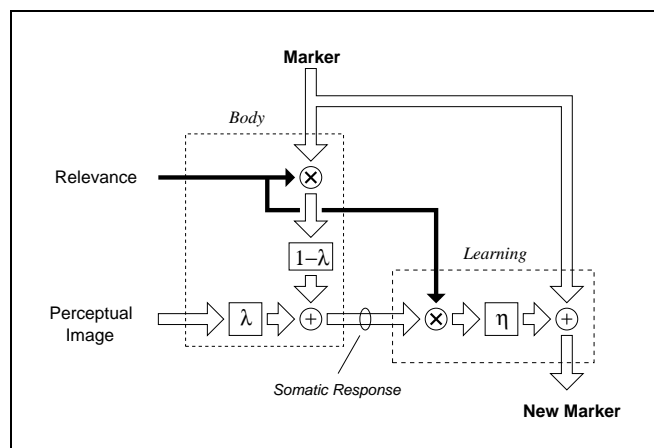 Marker
Body
Relevance
⊗
1−λ
Learning
Perceptual
Image
λ
+
⊗
η
+
Somatic Response
New Marker